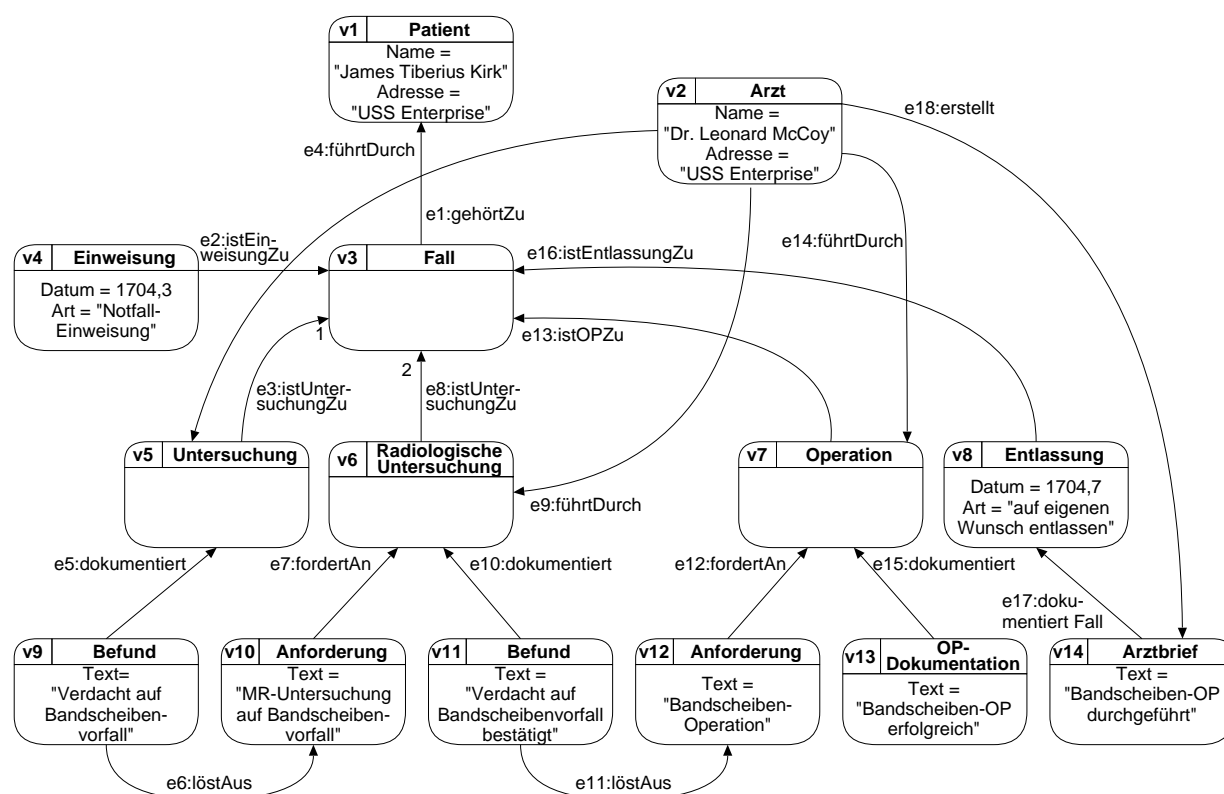 v1 Patient
Name =
"James Tiberius Kirk"
Adresse =
"USS Enterprise"
v2 Arzt
Name =
"Dr. Leonard McCoy"
Adresse =
"USS Enterprise"
e18:erstellt
e4:führtDurch
e1:gehörtZu
e2:istEin-
weisungZu
e16:istEntlassungZu
e14:führtDurch
v4 Einweisung
Datum = 1704,3
Art = "Notfall-
Einweisung"
v3 Fall
1
2
e13:istOPZu
e3:istUnter-
suchungZu
e8:istUnter-
suchungZu
v5 Untersuchung
v6 Radiologische
Untersuchung
v7 Operation
v8 Entlassung
Datum = 1704,7
Art = "auf eigenen
Wunsch entlassen"
e9:führtDurch
e5:dokumentiert
e7:fordertAn
e10:dokumentiert
e12:fordertAn
e15:dokumentiert
e17:doku-
mentiert Fall
v9 Befund
Text=
"Verdacht auf
Bandscheiben-
vorfall"
v10 Anforderung
Text =
"MR-Untersuchung
auf Bandscheiben-
vorfall"
v11 Befund
Text =
"Verdacht auf
Bandscheibenvorfall
bestätigt"
v12 Anforderung
Text =
"Bandscheiben-
Operation"
v13 OP-
Dokumentation
Text =
"Bandscheiben-OP
erfolgreich"
v14 Arztbrief
Text =
"Bandscheiben-OP
durchgeführt"
e6:löstAus
e11:löstAus